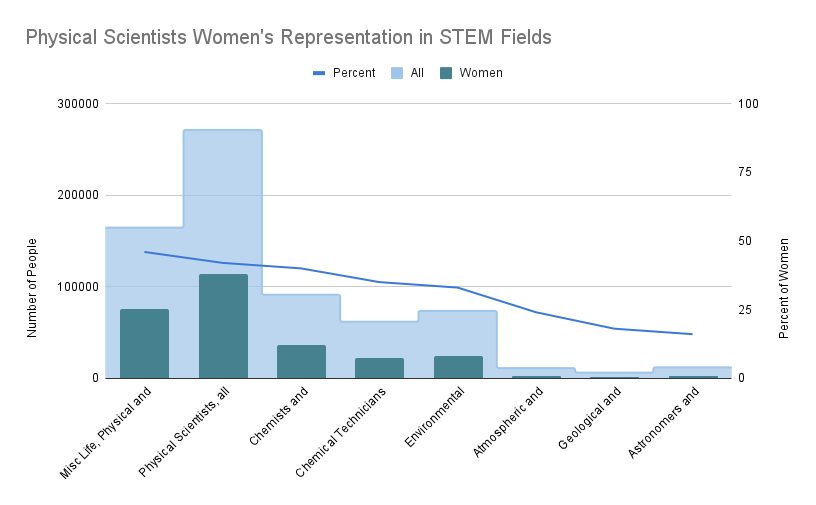 Physical Scientists Women's Representation in STEM Fields
Percent All Women
300000
200000
100000
0
Number of People
100
75
50
25
0
Percent of Women
Misc Life, Physical and
Physical Scientists, all
Chemists and
Chemical Technicians
Environmental
Atmospheric and
Geological and
Astronomers and